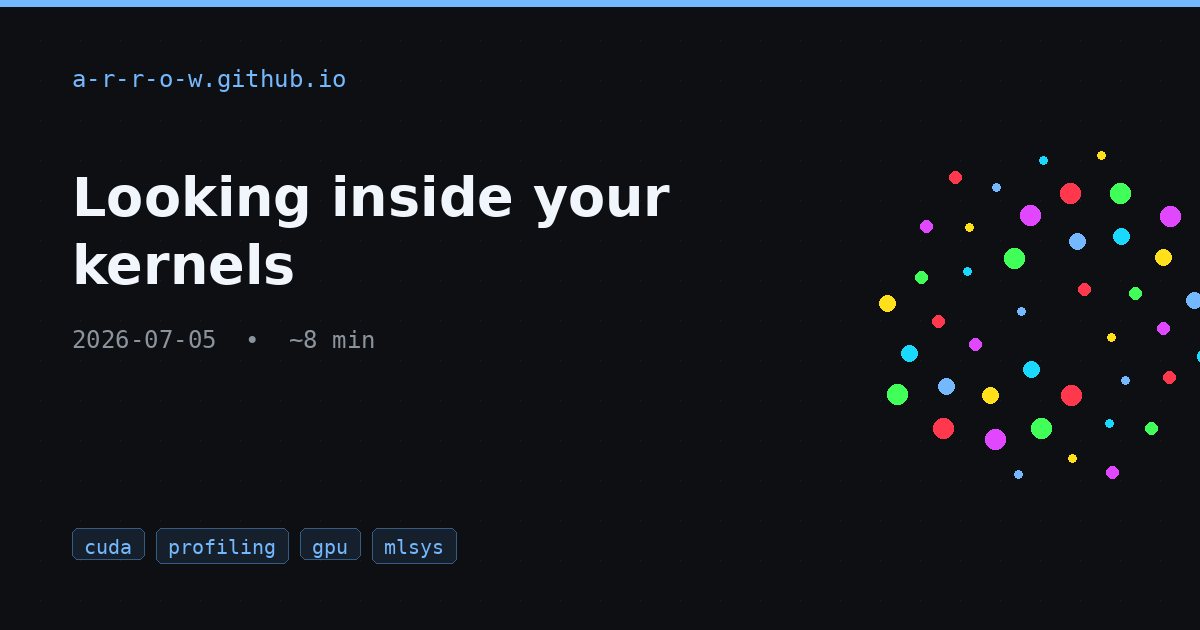 a-r-r-o-w.github.io
Looking inside your
kernels
2026-07-05 • ~8 min
cuda profiling gpu mlsys